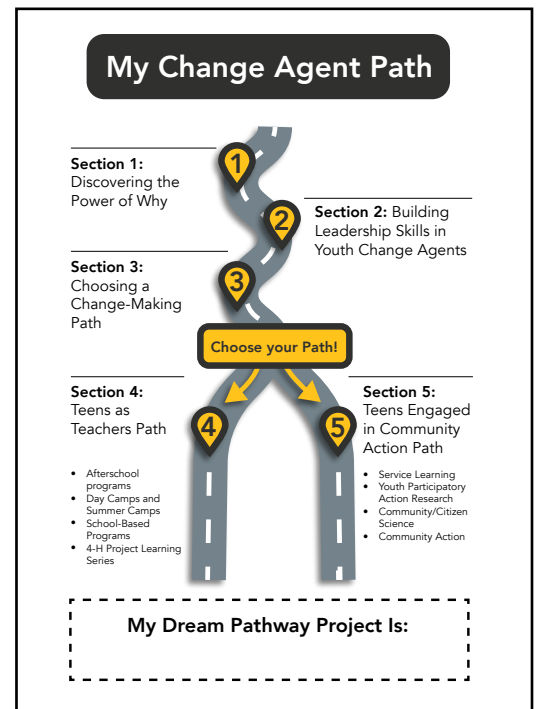 My Change Agent Path
1
Section 1:
Discovering the
Power of Why
2
Section 2: Building
Leadership Skills in
Youth Change Agents
3
Section 3:
Choosing a
Change-Making
Path
Choose your Path!
Section 4:
Teens as
Teachers Path
4
• Afterschool
programs
• Day Camps and
Summer Camps
• School-Based
Programs
• 4-H Project Learning
Series
Section 5:
Teens Engaged
in Community
Action Path
5
• Service Learning
• Youth Participatory
Action Research
• Community/Citizen
Science
• Community Action
My Dream Pathway Project Is: